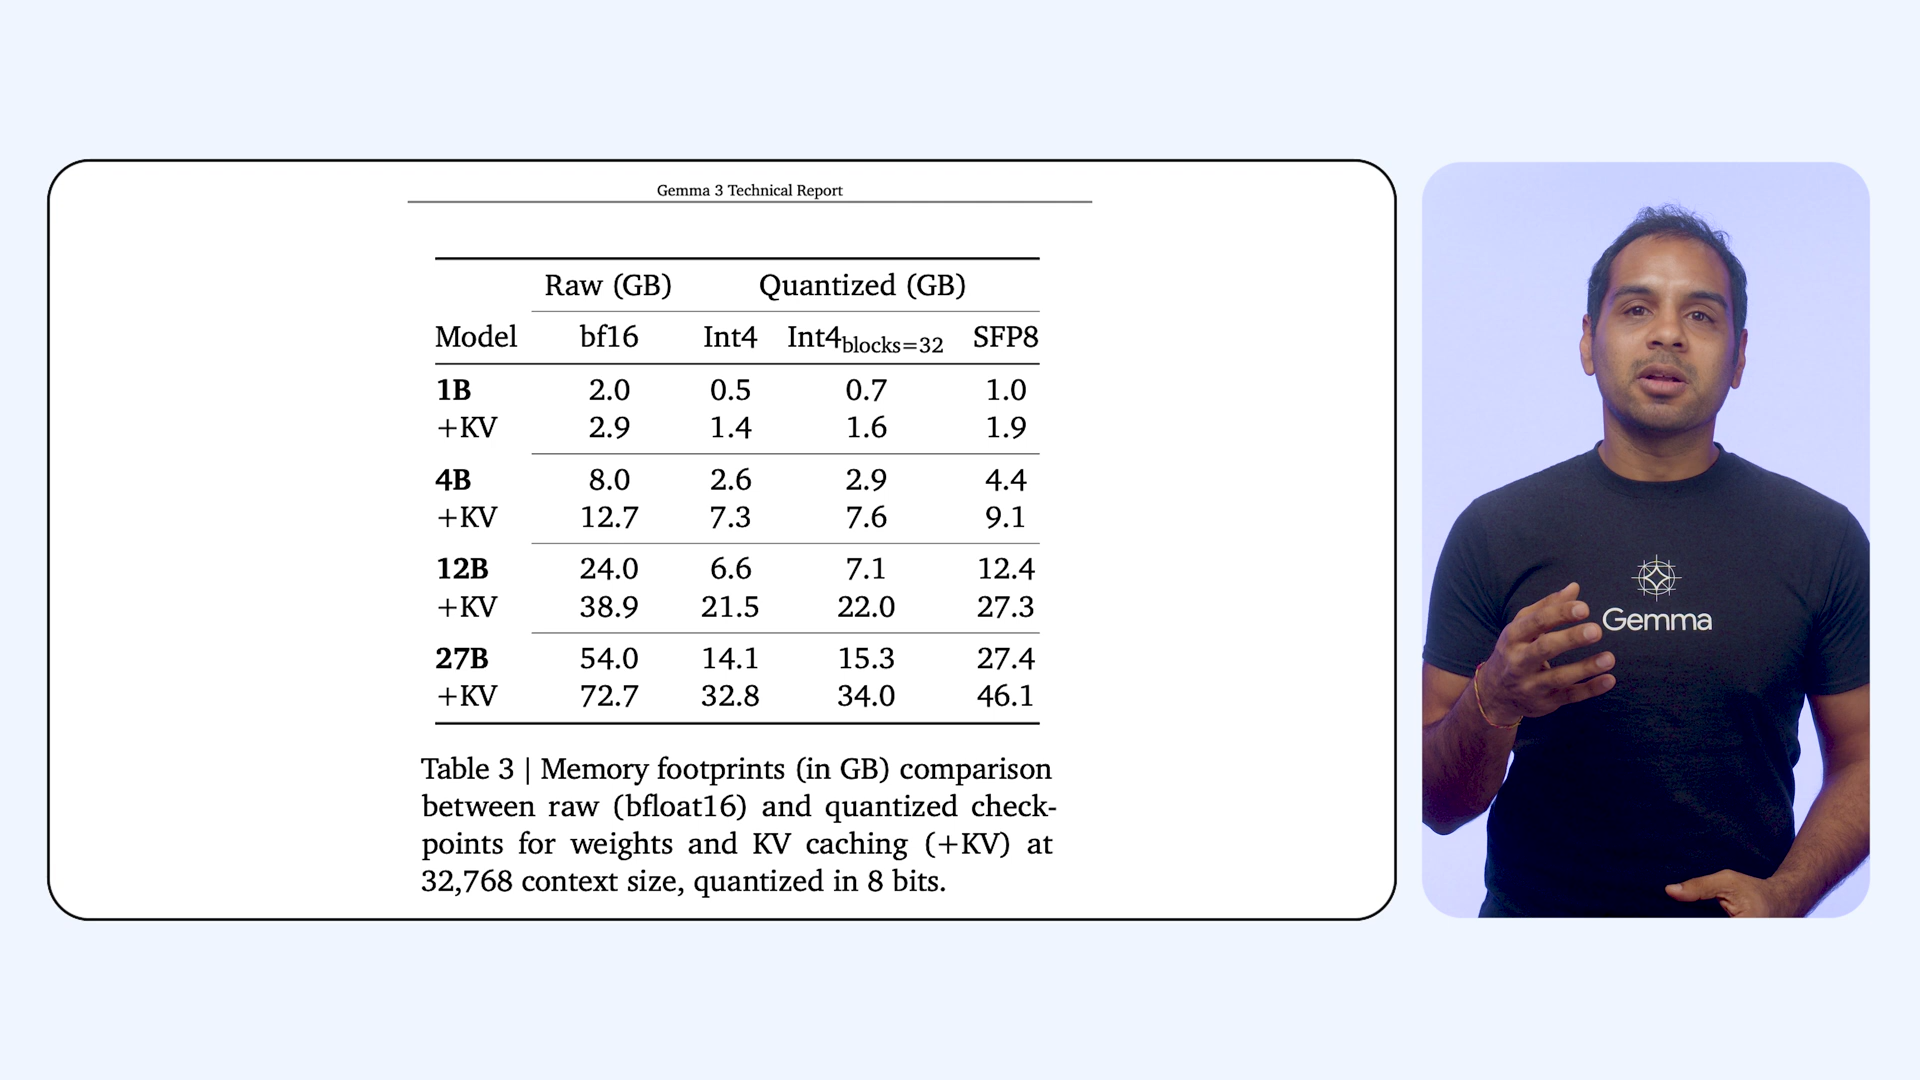 Gemma 3 Technical Report
Raw (GB) Quantized (GB)
Model bf16 Int4 Int4blocks=32 SFP8
1B 2.0 0.5 0.7 1.0
+KV 2.9 1.4 1.6 1.9
4B 8.0 2.6 2.9 4.4
+KV 12.7 7.3 7.6 9.1
12B 24.0 6.6 7.1 12.4
+KV 38.9 21.5 22.0 27.3
27B 54.0 14.1 15.3 27.4
+KV 72.7 32.8 34.0 46.1
Table 3 | Memory footprints (in GB) comparison
between raw (bfloat16) and quantized check-
points for weights and KV caching (+KV) at
32,768 context size, quantized in 8 bits.
Gemma